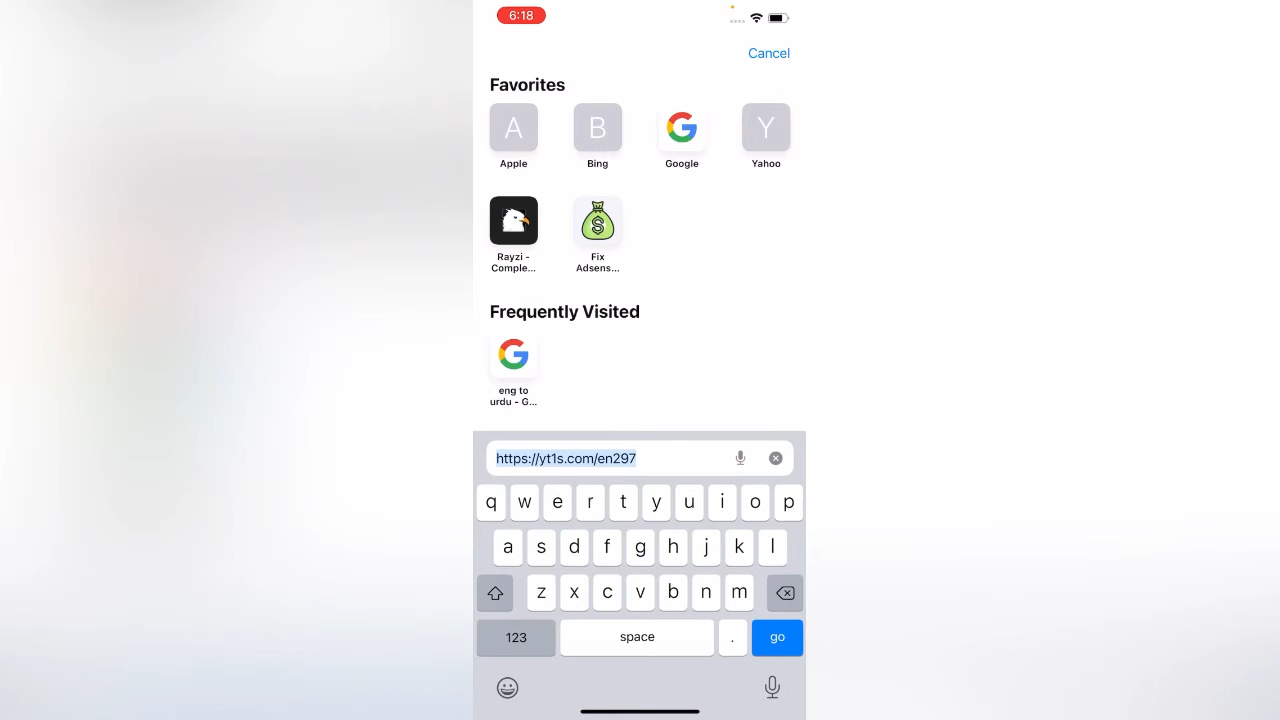 6:18
Cancel
Favorites
A B G Y
Apple Bing Google Yahoo
$
Rayzi - Fix
Comple... Adsens...
Frequently Visited
G
eng to
urdu - G...
https://yt1s.com/en297
q w e r t y u i o p
a s d f g h j k l
z x c v b n m
123 space . go